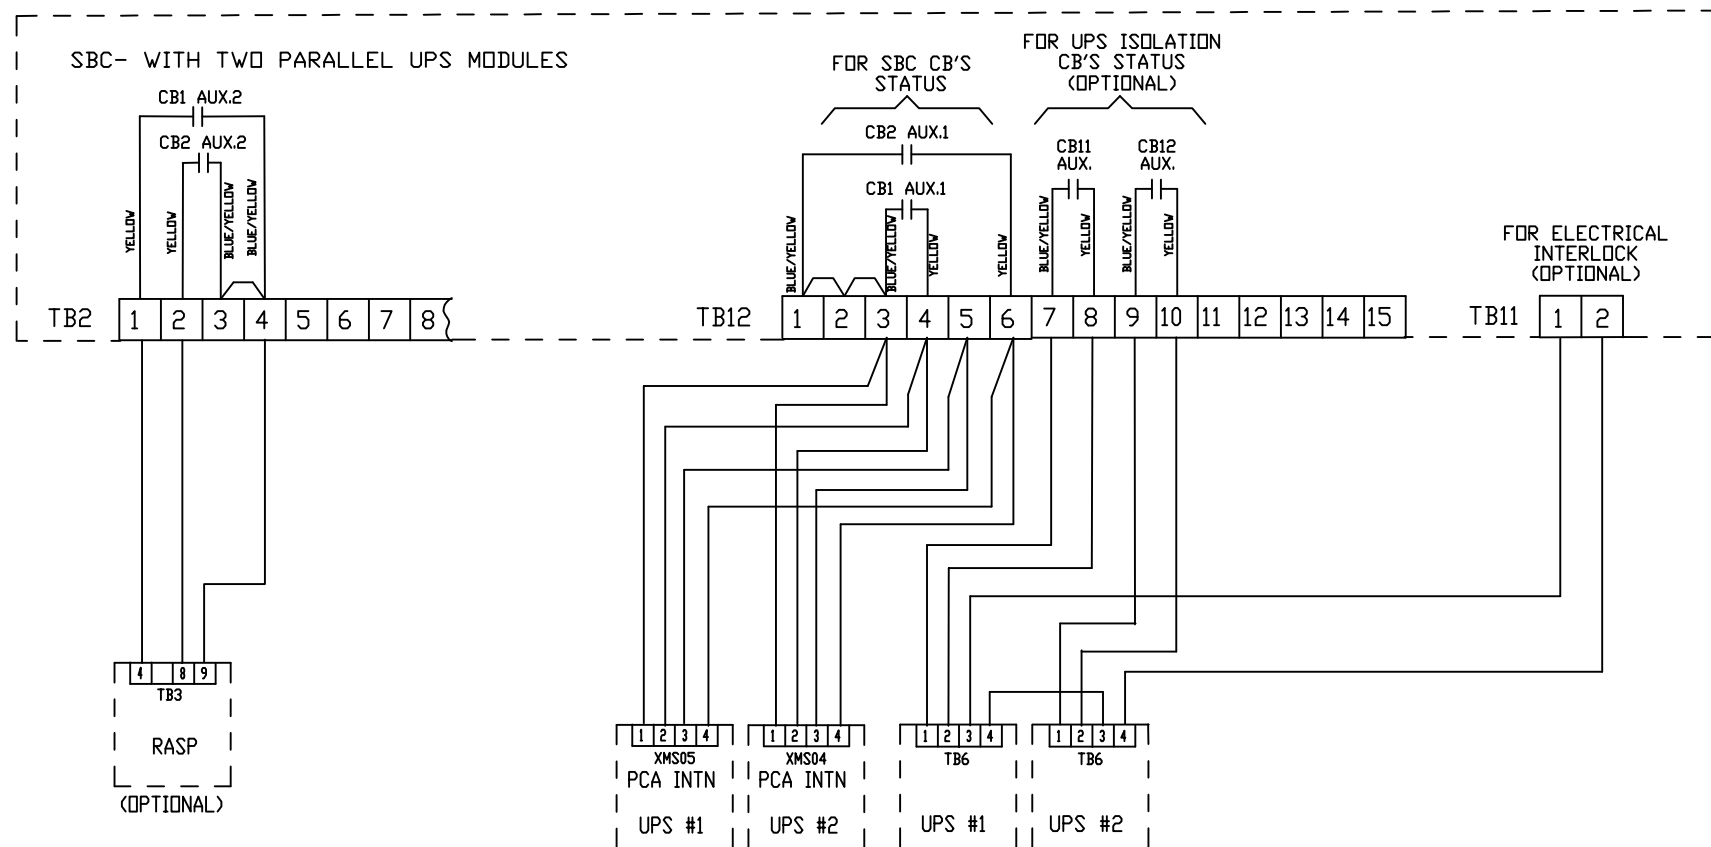 SBC- WITH TWO PARALLEL UPS MODULES
CB1 AUX.2
CB2 AUX.2
YELLOW
YELLOW
BLUE/YELLOW
BLUE/YELLOW
TB2
1 2 3 4 5 6 7 8
FOR SBC CB'S
STATUS
CB2 AUX.1
CB1 AUX.1
BLUE/YELLOW
BLUE/YELLOW
YELLOW
YELLOW
FOR UPS ISOLATION
CB'S STATUS
(OPTIONAL)
CB11
AUX.
CB12
AUX.
BLUE/YELLOW
YELLOW
BLUE/YELLOW
YELLOW
TB12
1 2 3 4 5 6 7 8 9 10 11 12 13 14 15
FOR ELECTRICAL
INTERLOCK
(OPTIONAL)
TB11
1 2
4 8 9
TB3
RASP
(OPTIONAL)
1 2 3 4
XMS05
PCA INTN
UPS #1
1 2 3 4
XMS04
PCA INTN
UPS #2
1 2 3 4
TB6
UPS #1
1 2 3 4
TB6
UPS #2